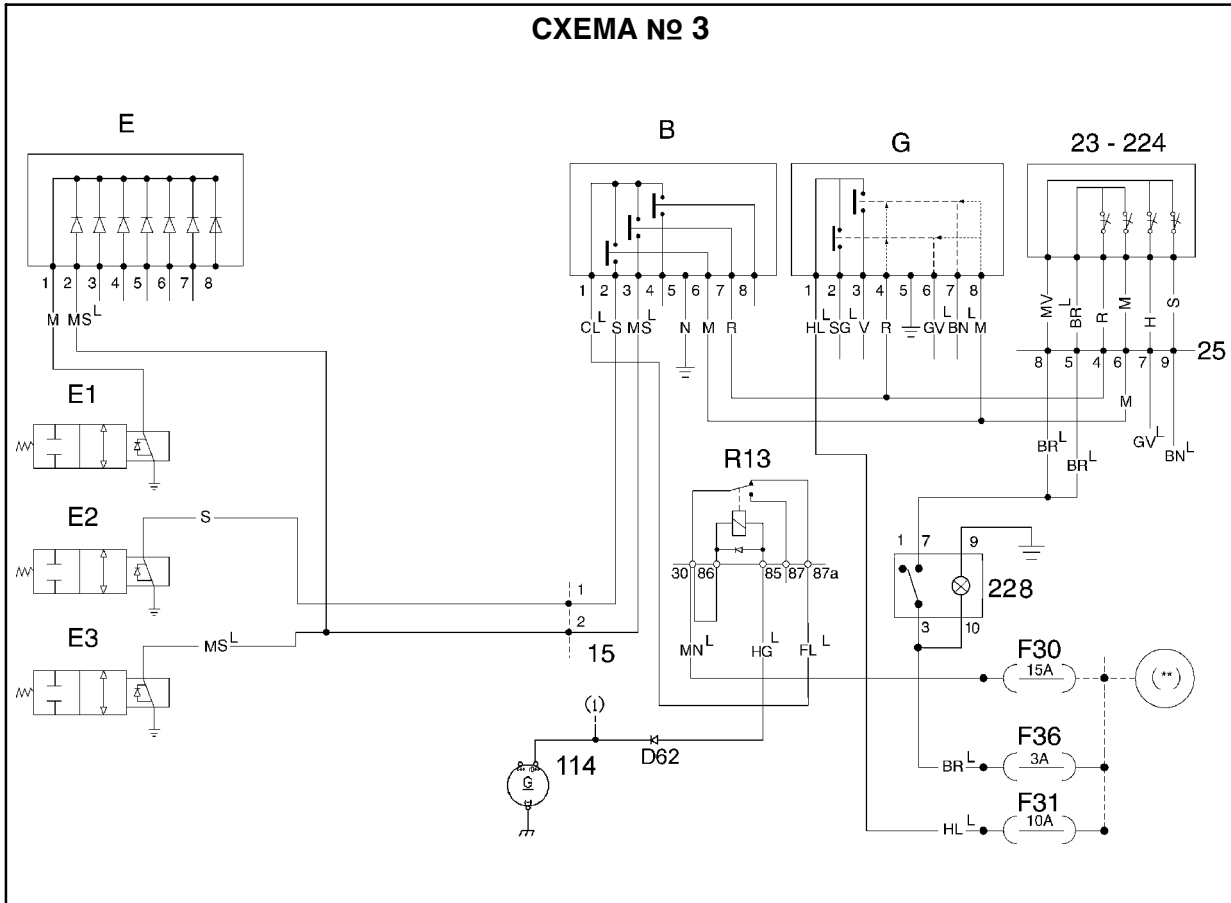 СХЕМА № 3
E
B
G
23 - 224
1 2 3 4 5 6 7 8
1 2 3 4 5 6 7 8
1 2 3 4 5 6 7 8
M MS L
CL L S MS L N M R
HL L SG L V R GV L BN L M
MV BR L R M H S
8 5 4 6 7 9
25
M
GV L
BN L
BR L
BR L
E1
E2
S
E3
MS L
1
2
15
R13
30 86 85 87 87a
MN L
HG L
FL L
1 7 9
228
3 10
F30
15A
(**)
F36
BR L
3A
F31
HL L
10A
(1)
D62
114
G